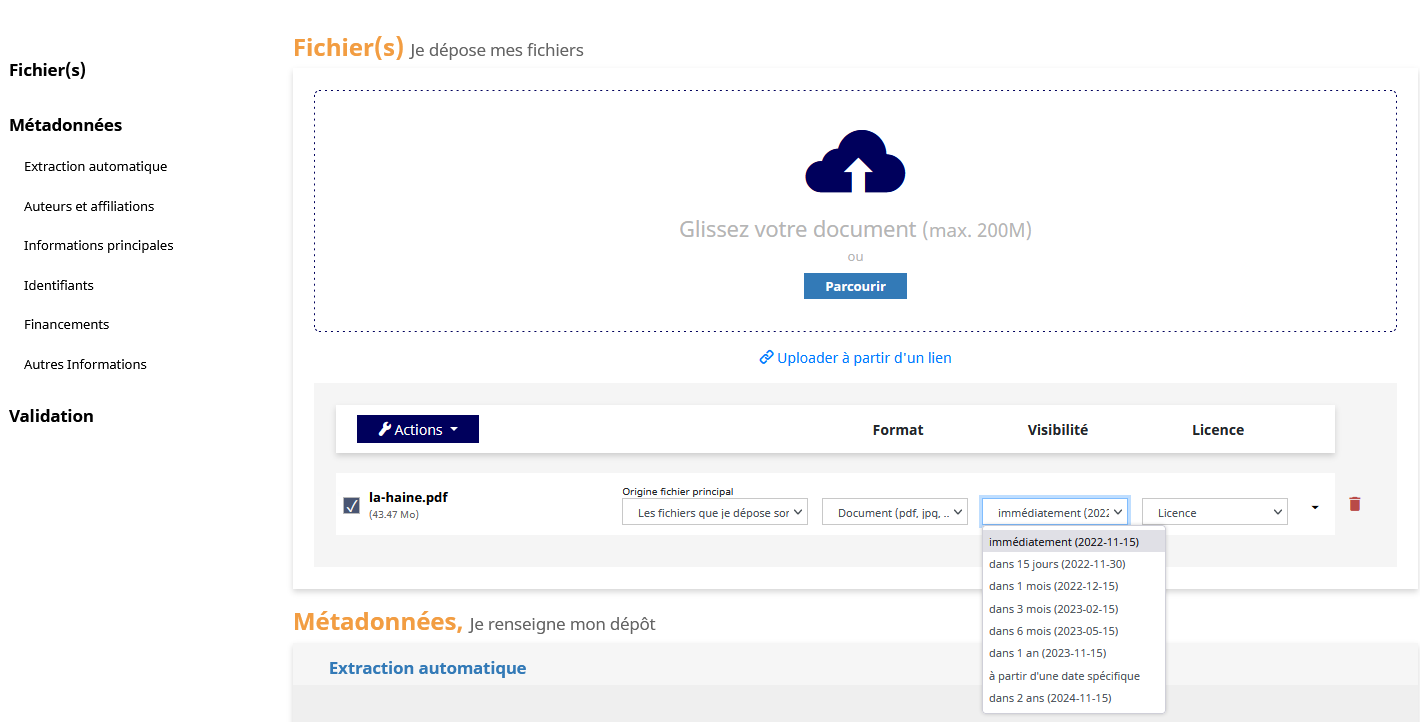 Fichier(s)
Métadonnées
Extraction automatique
Auteurs et affiliations
Informations principales
Identifiants
Financements
Autres Informations
Validation
Fichier(s) Je dépose mes fichiers
Glissez votre document (max. 200M)
ou
Parcourir
Uploader à partir d'un lien
Actions
Format
Visibilité
Licence
la-haine.pdf
(43.47 Mo)
Origine fichier principal
Les fichiers que je dépose sor
Document (pdf, jpg, ..
immédiatement (2022
Licence
immédiatement (2022-11-15)
dans 15 jours (2022-11-30)
dans 1 mois (2022-12-15)
dans 3 mois (2023-02-15)
dans 6 mois (2023-05-15)
dans 1 an (2023-11-15)
à partir d'une date spécifique
dans 2 ans (2024-11-15)
Métadonnées, Je renseigne mon dépôt
Extraction automatique